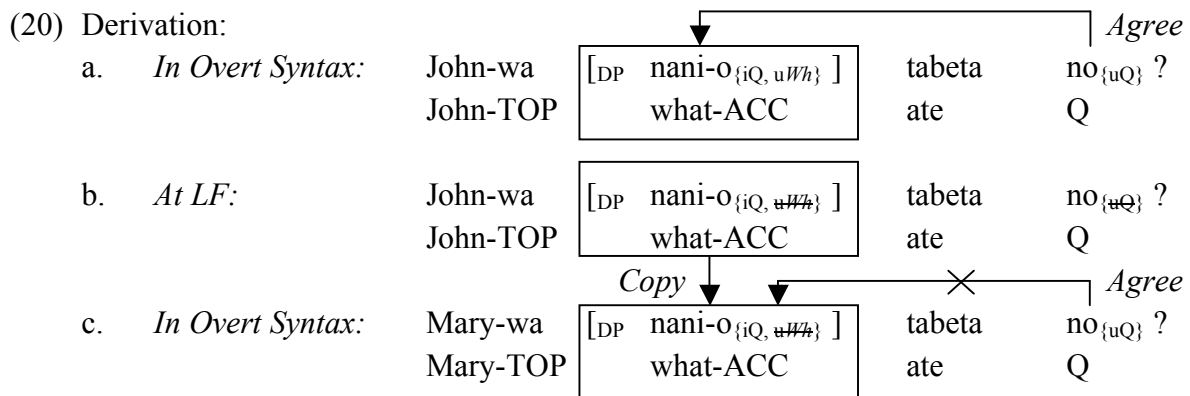 (20) Derivation: Agree
a. In Overt Syntax: John-wa [DP nani-o{iQ, uWh} ] tabeta no{uQ} ?
John-TOP what-ACC ate Q
b. At LF: John-wa [DP nani-o{iQ, uWh} ] tabeta no{uQ} ?
John-TOP what-ACC ate Q
Copy Agree
c. In Overt Syntax: Mary-wa [DP nani-o{iQ, uWh} ] tabeta no{uQ} ?
Mary-TOP what-ACC ate Q